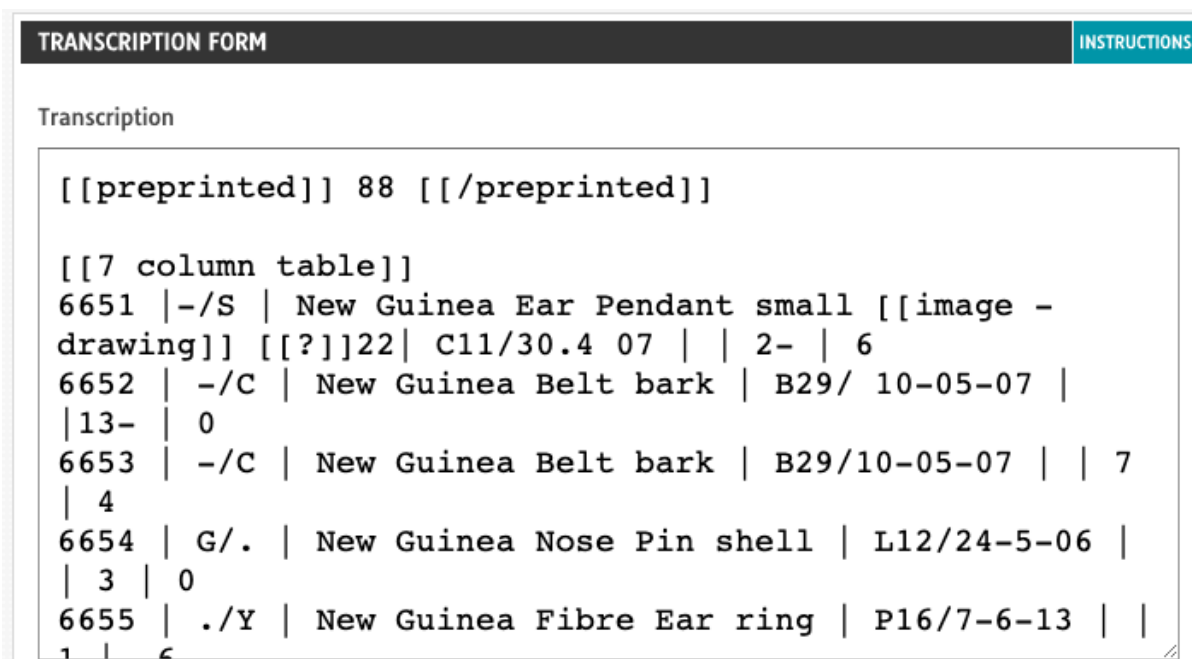 TRANSCRIPTION FORM
INSTRUCTIONS
Transcription
[[preprinted]] 88 [[/preprinted]]
[[7 column table]]
6651 |-/S | New Guinea Ear Pendant small [[image -
drawing]] [[?]]22| C11/30.4 07 | | 2- | 6
6652 | -/C | New Guinea Belt bark | B29/ 10-05-07 |
|13- | 0
6653 | -/C | New Guinea Belt bark | B29/10-05-07 | | 7
| 4
6654 | G/. | New Guinea Nose Pin shell | L12/24-5-06 |
| 3 | 0
6655 | ./Y | New Guinea Fibre Ear ring | P16/7-6-13 | |
1 | 6